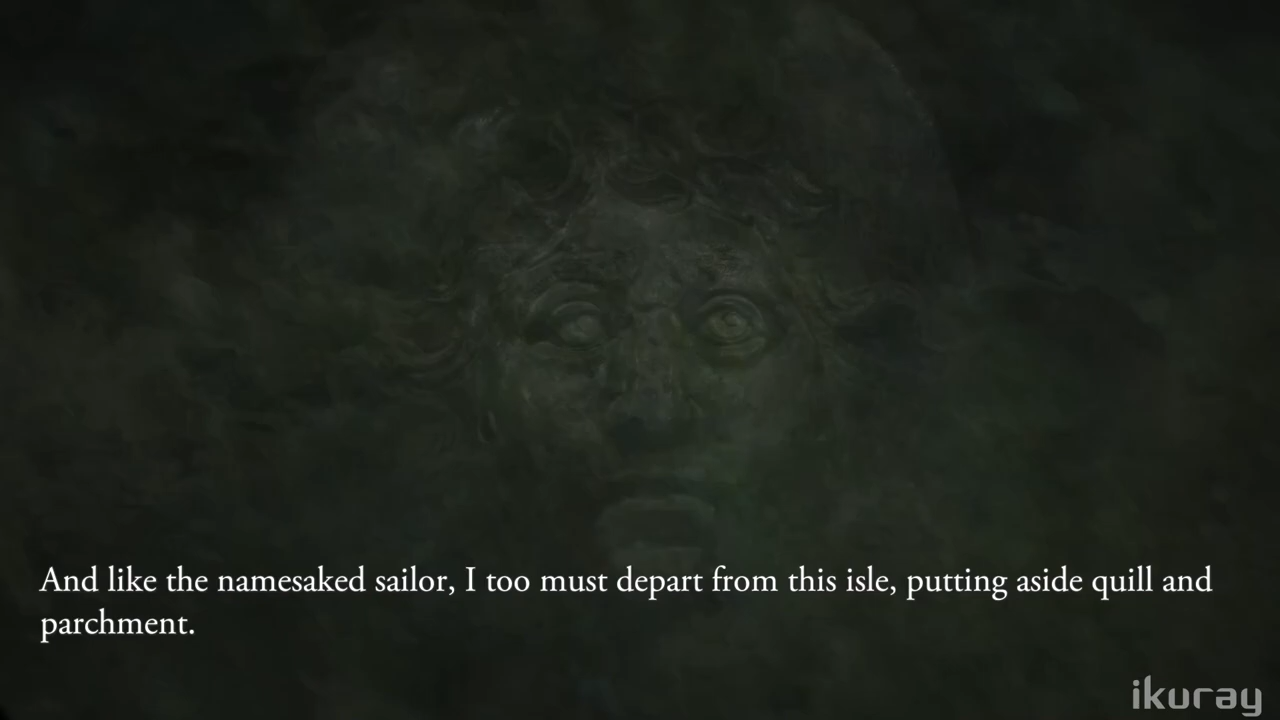 And like the namesaked sailor, I too must depart from this isle, putting aside quill and
parchment.
ikuray